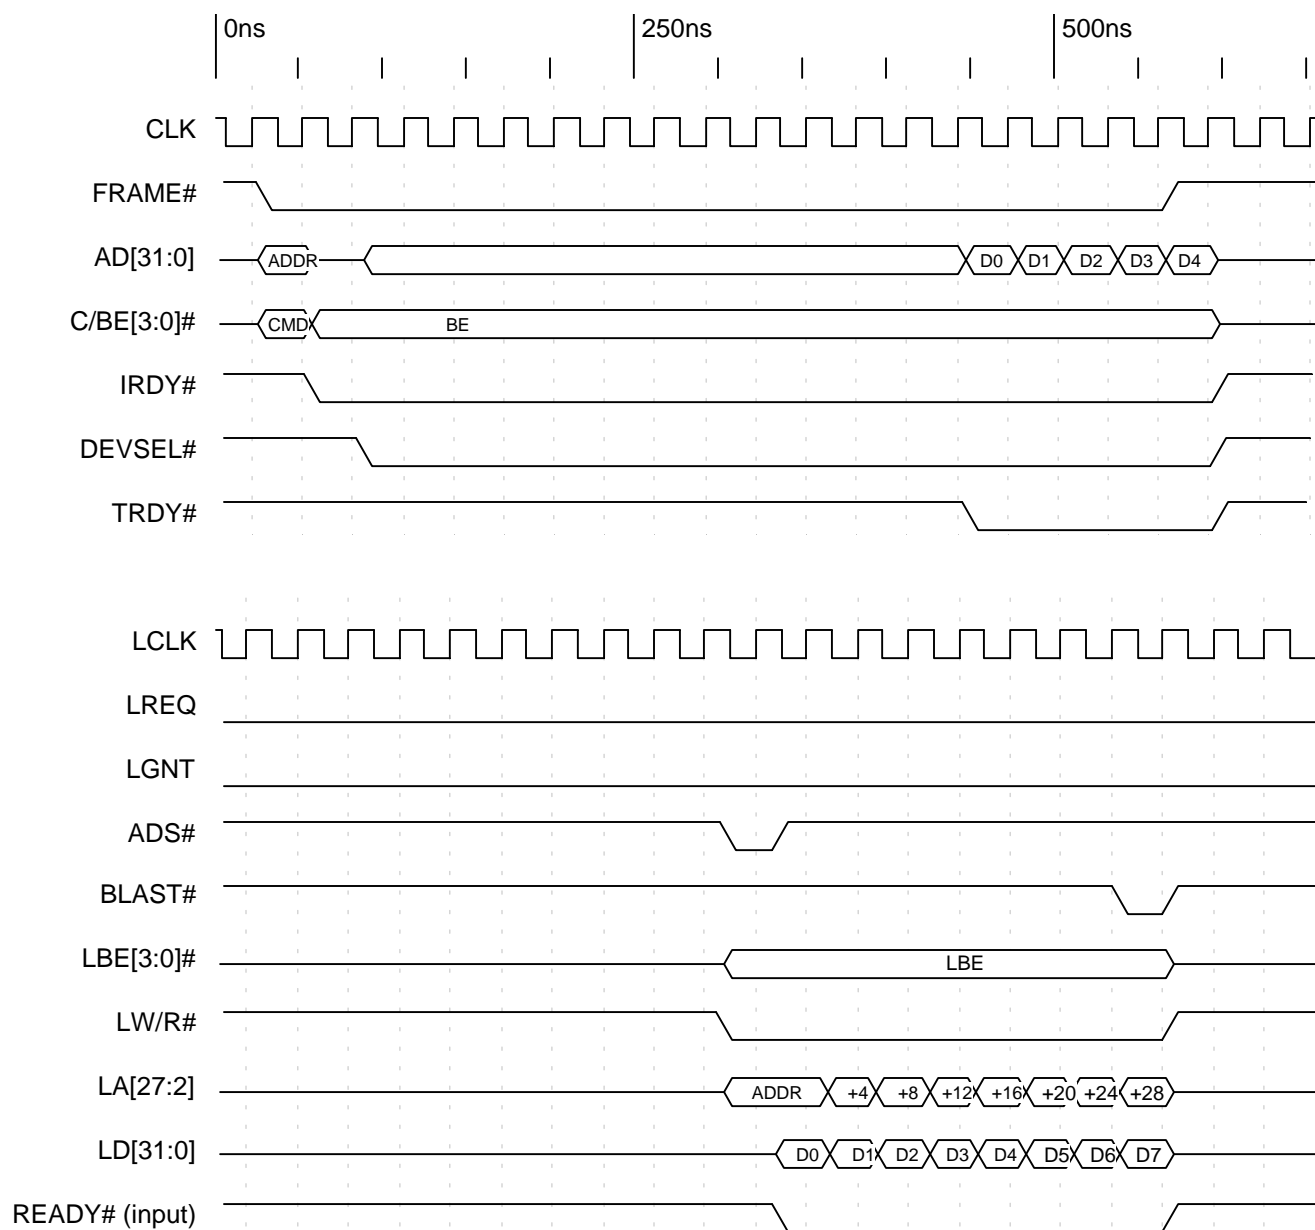 0ns 250ns 500ns
CLK
FRAME#
AD[31:0] ADDR D0 D1 D2 D3 D4
C/BE[3:0]# CMD BE
IRDY#
DEVSEL#
TRDY#
LCLK
LREQ
LGNT
ADS#
BLAST#
LBE[3:0]# LBE
LW/R#
LA[27:2] ADDR +4 +8 +12 +16 +20 +24 +28
LD[31:0] D0 D1 D2 D3 D4 D5 D6 D7
READY# (input)